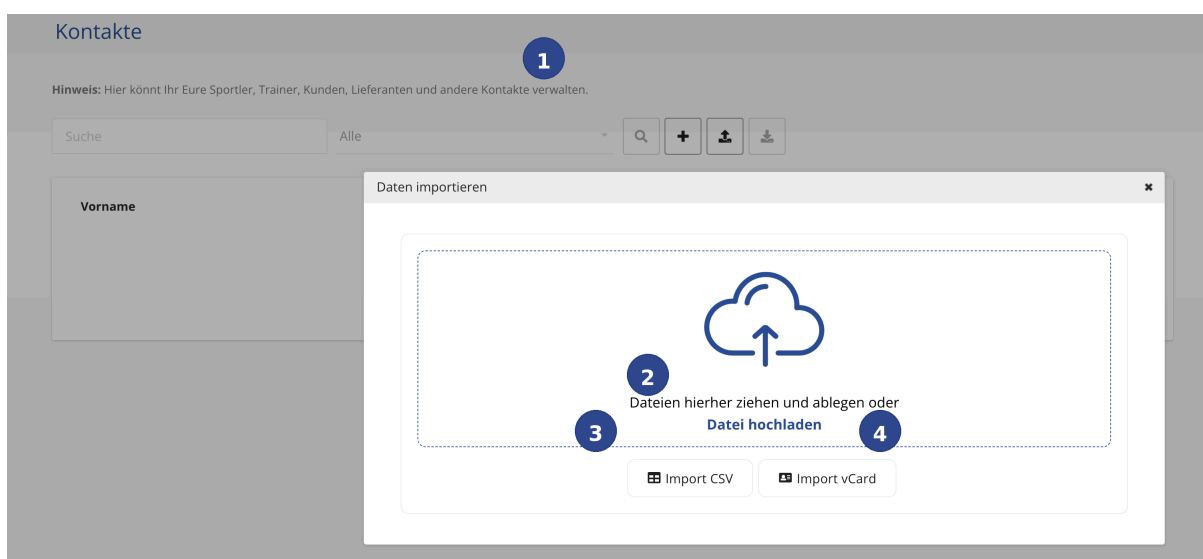 Kontakte
1
Hinweis: Hier könnt Ihr Eure Sportler, Trainer, Kunden, Lieferanten und andere Kontakte verwalten.
Suche
Alle
Daten importieren
Vorname
2
Dateien hierher ziehen und ablegen oder
3
Datei hochladen
4
Import CSV
Import vCard